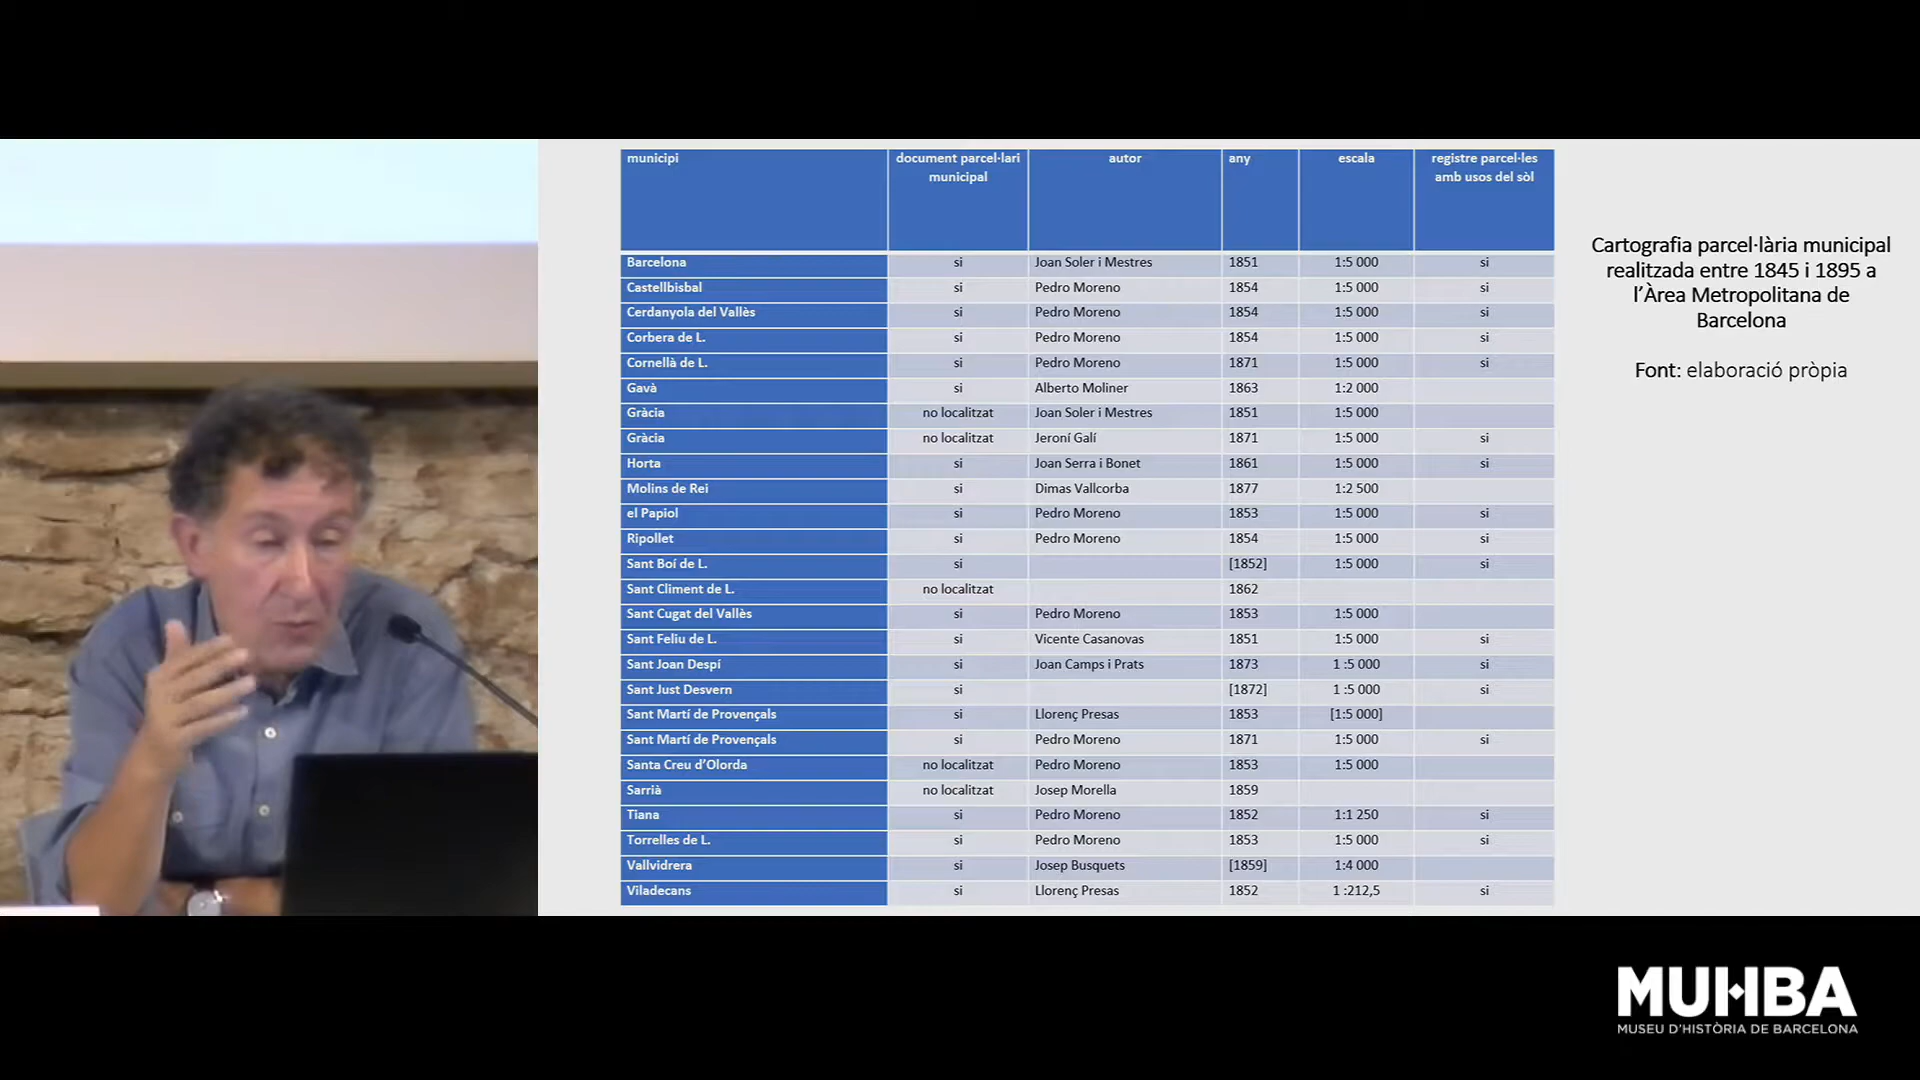 municipi document parcel·lari municipal autor any escala registre parcel·les amb usos del sòl
Barcelona si Joan Soler i Mestres 1851 1:5 000 si
Castellbisbal si Pedro Moreno 1854 1:5 000 si
Cerdanyola del Vallès si Pedro Moreno 1854 1:5 000 si
Corbera de L. si Pedro Moreno 1854 1:5 000 si
Cornellà de L. si Pedro Moreno 1871 1:5 000 si
Gavà si Alberto Moliner 1863 1:2 000
Gràcia no localitzat Joan Soler i Mestres 1851 1:5 000
Gràcia no localitzat Jeroní Galí 1871 1:5 000 si
Horta si Joan Serra i Bonet 1861 1:5 000 si
Molins de Rei si Dimas Vallcorba 1877 1:2 500
el Papiol si Pedro Moreno 1853 1:5 000 si
Ripollet si Pedro Moreno 1854 1:5 000 si
Sant Boí de L. si [1852] 1:5 000 si
Sant Climent de L. no localitzat 1862
Sant Cugat del Vallès si Pedro Moreno 1853 1:5 000
Sant Feliu de L. si Vicente Casanovas 1851 1:5 000 si
Sant Joan Despí si Joan Camps i Prats 1873 1 :5 000 si
Sant Just Desvern si [1872] 1 :5 000 si
Sant Martí de Provençals si Llorenç Presas 1853 [1:5 000]
Sant Martí de Provençals si Pedro Moreno 1871 1:5 000 si
Santa Creu d'Olorda no localitzat Pedro Moreno 1853 1:5 000
Sarrià no localitzat Josep Morella 1859
Tiana si Pedro Moreno 1852 1:1 250 si
Torrelles de L. si Pedro Moreno 1853 1:5 000 si
Vallvidrera si Josep Busquets [1859] 1:4 000
Viladecans si Llorenç Presas 1852 1 :212,5 si
Cartografia parcel·lària municipal
realitzada entre 1845 i 1895 a
l'Àrea Metropolitana de
Barcelona
Font: elaboració pròpia
MUHBA
MUSEU D'HISTÒRIA DE BARCELONA